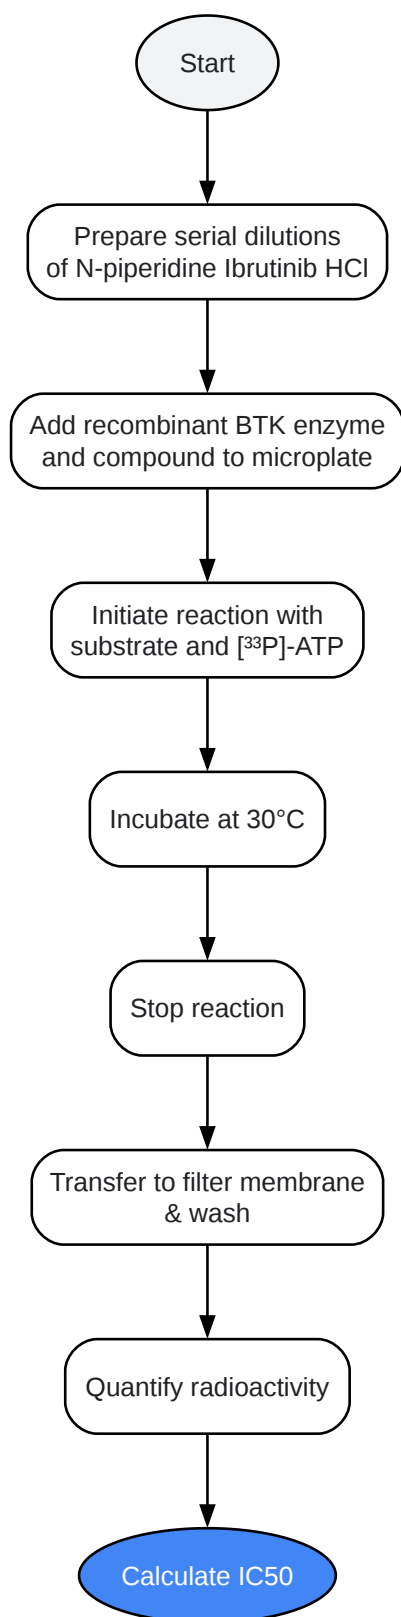 Start
Prepare serial dilutions
of N-piperidine Ibrutinib HCl
Add recombinant BTK enzyme
and compound to microplate
Initiate reaction with
substrate and [³³P]-ATP
Incubate at 30°C
Stop reaction
Transfer to filter membrane
& wash
Quantify radioactivity
Calculate IC50